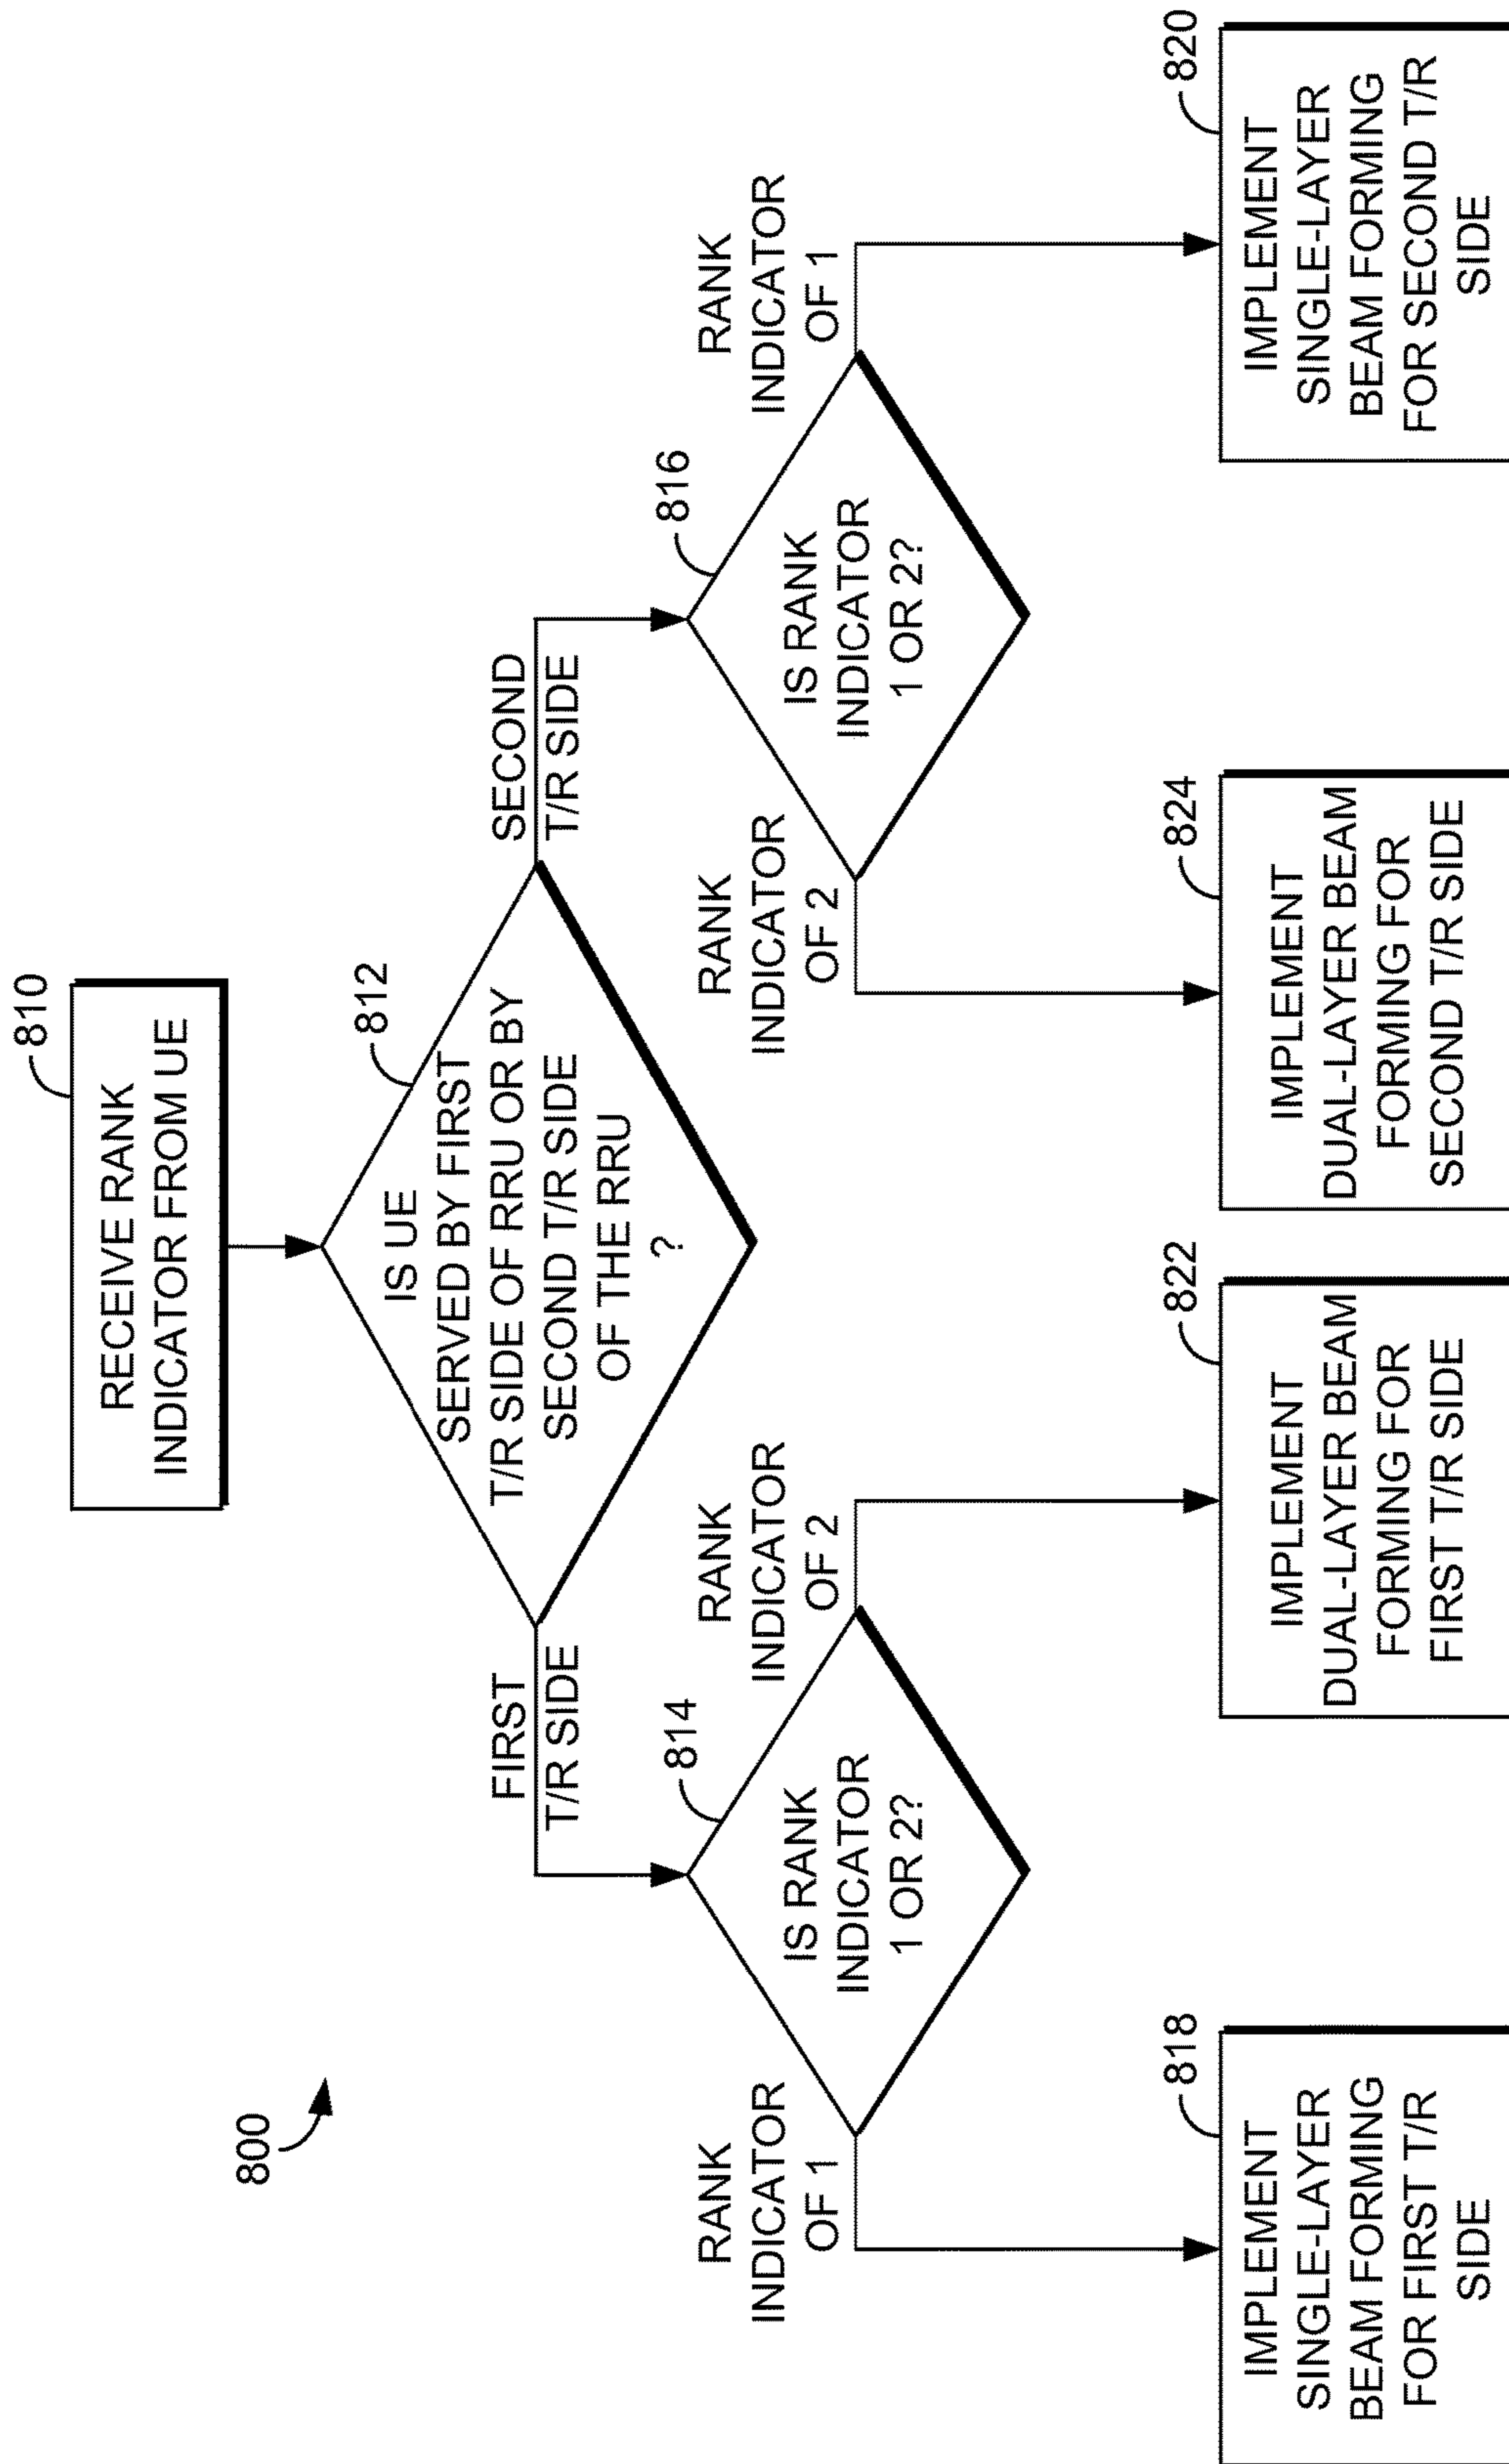 800
810
RECEIVE RANK
INDICATOR FROM UE
812
IS UE
SERVED BY FIRST
T/R SIDE OF RRU OR BY
SECOND T/R SIDE
OF THE RRU
?
FIRST
T/R SIDE
SECOND
T/R SIDE
814
IS RANK
INDICATOR
1 OR 2?
816
IS RANK
INDICATOR
1 OR 2?
RANK
INDICATOR
OF 1
RANK
INDICATOR
OF 2
RANK
INDICATOR
OF 2
RANK
INDICATOR
OF 1
818
IMPLEMENT
SINGLE-LAYER
BEAM FORMING
FOR FIRST T/R
SIDE
822
IMPLEMENT
DUAL-LAYER BEAM
FORMING FOR
FIRST T/R SIDE
824
IMPLEMENT
DUAL-LAYER BEAM
FORMING FOR
SECOND T/R SIDE
820
IMPLEMENT
SINGLE-LAYER
BEAM FORMING
FOR SECOND T/R
SIDE